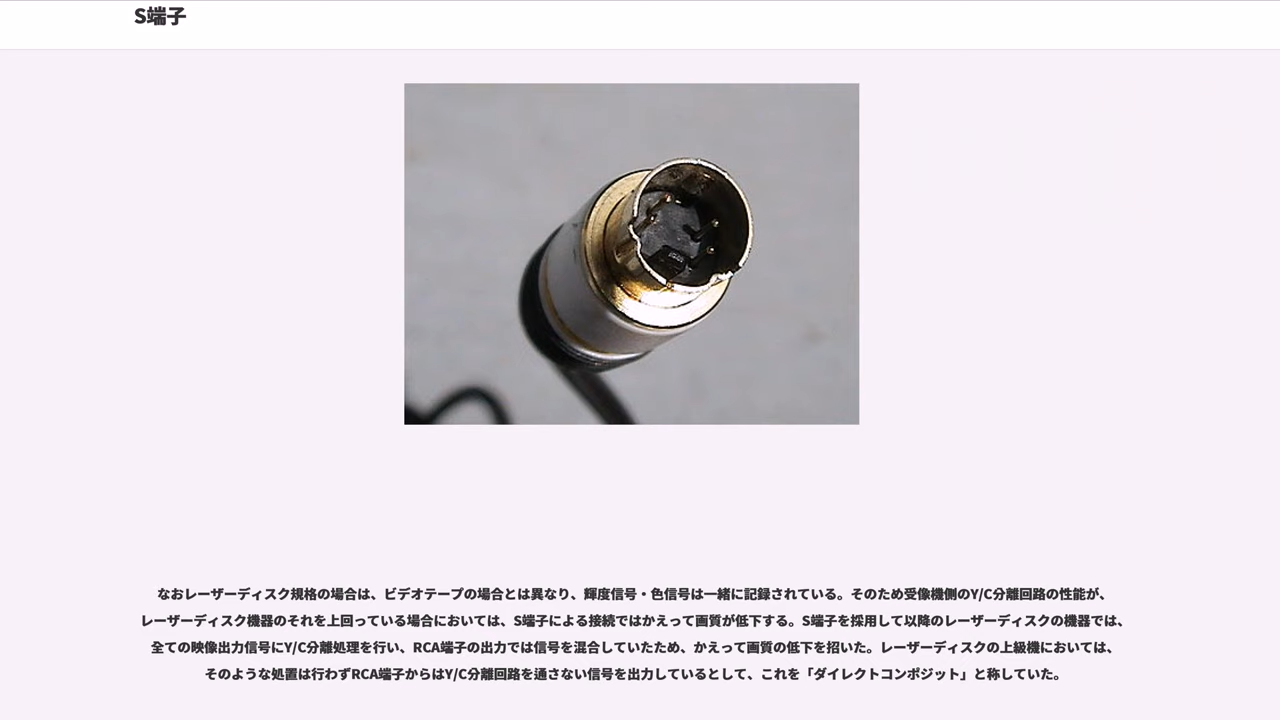 S端子
なおレーザーディスク規格の場合は、ビデオテープの場合とは異なり、輝度信号・色信号は一緒に記録されている。そのため受像機側のY/C分離回路の性能が、
レーザーディスク機器のそれを上回っている場合においては、S端子による接続ではかえって画質が低下する。S端子を採用して以降のレーザーディスクの機器では、
全ての映像出力信号にY/C分離処理を行い、RCA端子の出力では信号を混合していたため、かえって画質の低下を招いた。レーザーディスクの上級機においては、
そのような処置は行わずRCA端子からはY/C分離回路を通さない信号を出力しているとして、これを「ダイレクトコンポジット」と称していた。